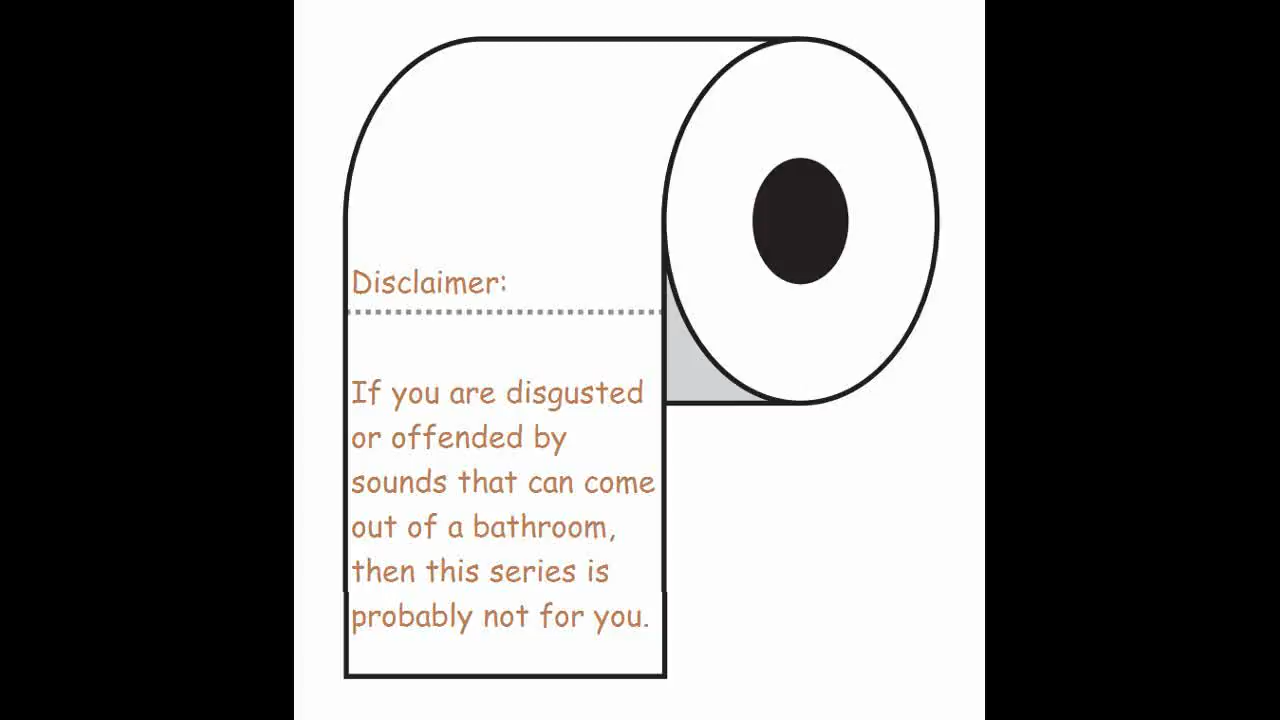 Disclaimer:
If you are disgusted
or offended by
sounds that can come
out of a bathroom,
then this series is
probably not for you.